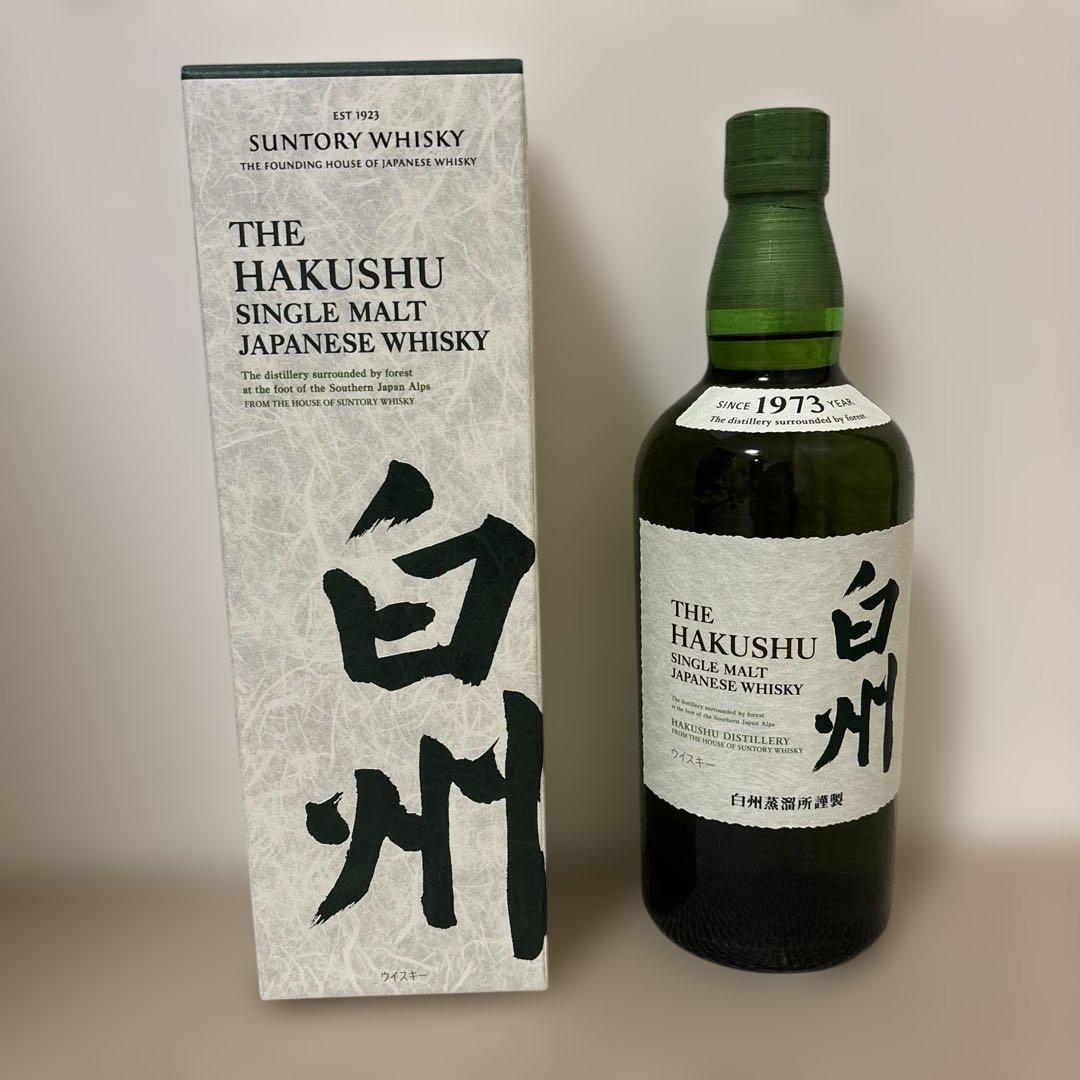 EST 1923
SUNTORY WHISKY
THE FOUNDING HOUSE OF JAPANESE WHISKY
THE
HAKUSHU
SINGLE MALT
JAPANESE WHISKY
The distillery surrounded by forest
at the foot of the Southern Japan Alps
FROM THE HOUSE OF SUNTORY WHISKY
白州
ウイスキー
SINCE 1973 YEAR
The distillery surrounded by forest
THE
HAKUSHU
SINGLE MALT
JAPANESE WHISKY
The distillery surrounded by forest
at the foot of the Southern Japan Alps
HAKUSHU DISTILLERY
FROM THE HOUSE OF SUNTORY WHISKY
ウイスキー
白州
白州蒸溜所謹製